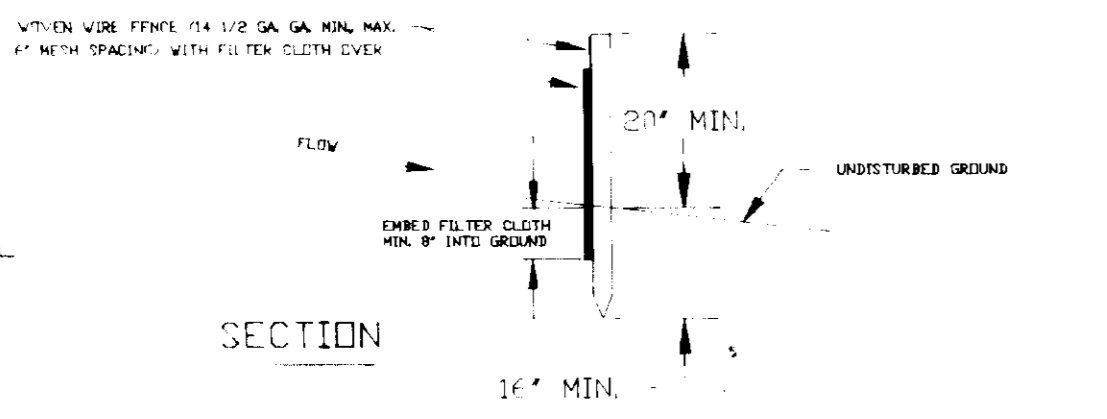 WOVEN WIRE FENCE (14 1/2 GA. GA. MIN, MAX.
6" MESH SPACING) WITH FILTER CLOTH OVER
20" MIN.
FLOW
UNDISTURBED GROUND
EMBED FILTER CLOTH
MIN. 8" INTO GROUND
SECTION
16" MIN.